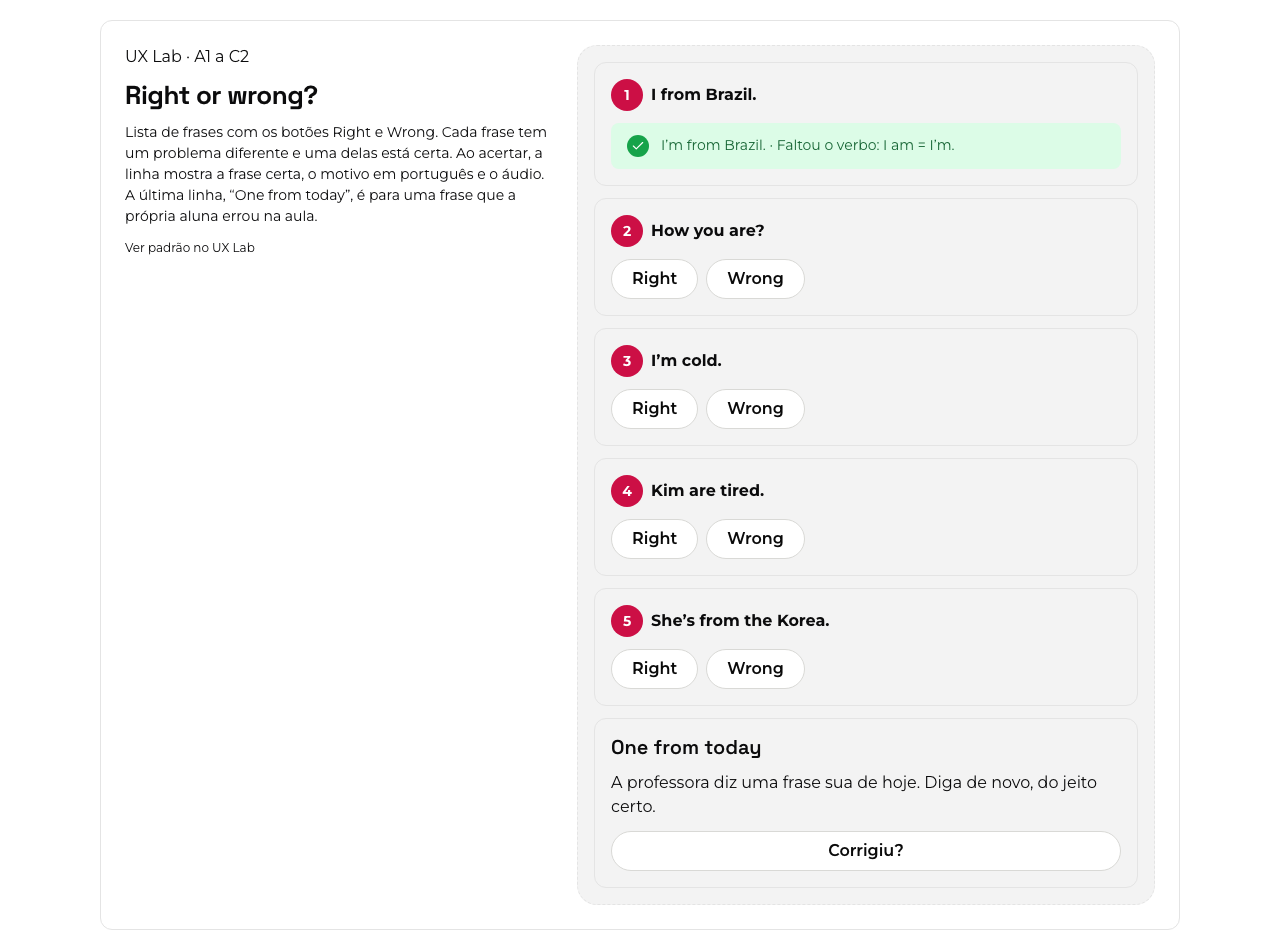 UX Lab · A1 a C2
Right or wrong?
Lista de frases com os botões Right e Wrong. Cada frase tem
um problema diferente e uma delas está certa. Ao acertar, a
linha mostra a frase certa, o motivo em português e o áudio.
A última linha, “One from today”, é para uma frase que a
própria aluna errou na aula.
Ver padrão no UX Lab
1 I from Brazil.
I’m from Brazil. · Faltou o verbo: I am = I’m.
2 How you are?
Right Wrong
3 I’m cold.
Right Wrong
4 Kim are tired.
Right Wrong
5 She’s from the Korea.
Right Wrong
One from today
A professora diz uma frase sua de hoje. Diga de novo, do jeito
certo.
Corrigiu?